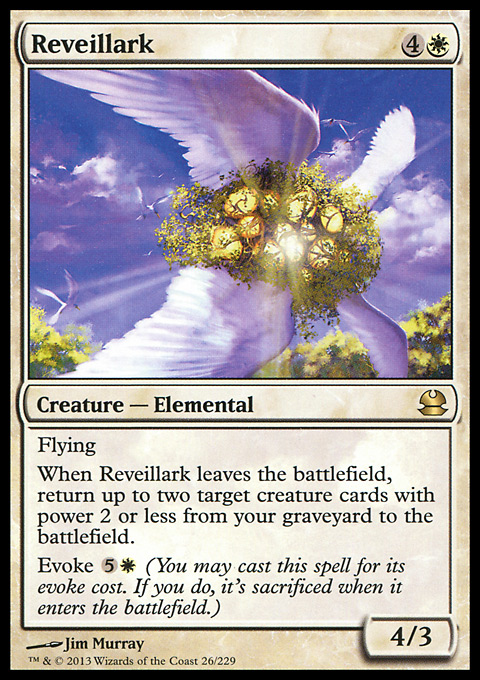 Reveillark 4
Creature — Elemental
Flying
When Reveillark leaves the battlefield,
return up to two target creature cards with
power 2 or less from your graveyard to the
battlefield.
Evoke 5 (You may cast this spell for its
evoke cost. If you do, it's sacrificed when it
enters the battlefield.)
Jim Murray
4/3
™ & © 2013 Wizards of the Coast 26/229